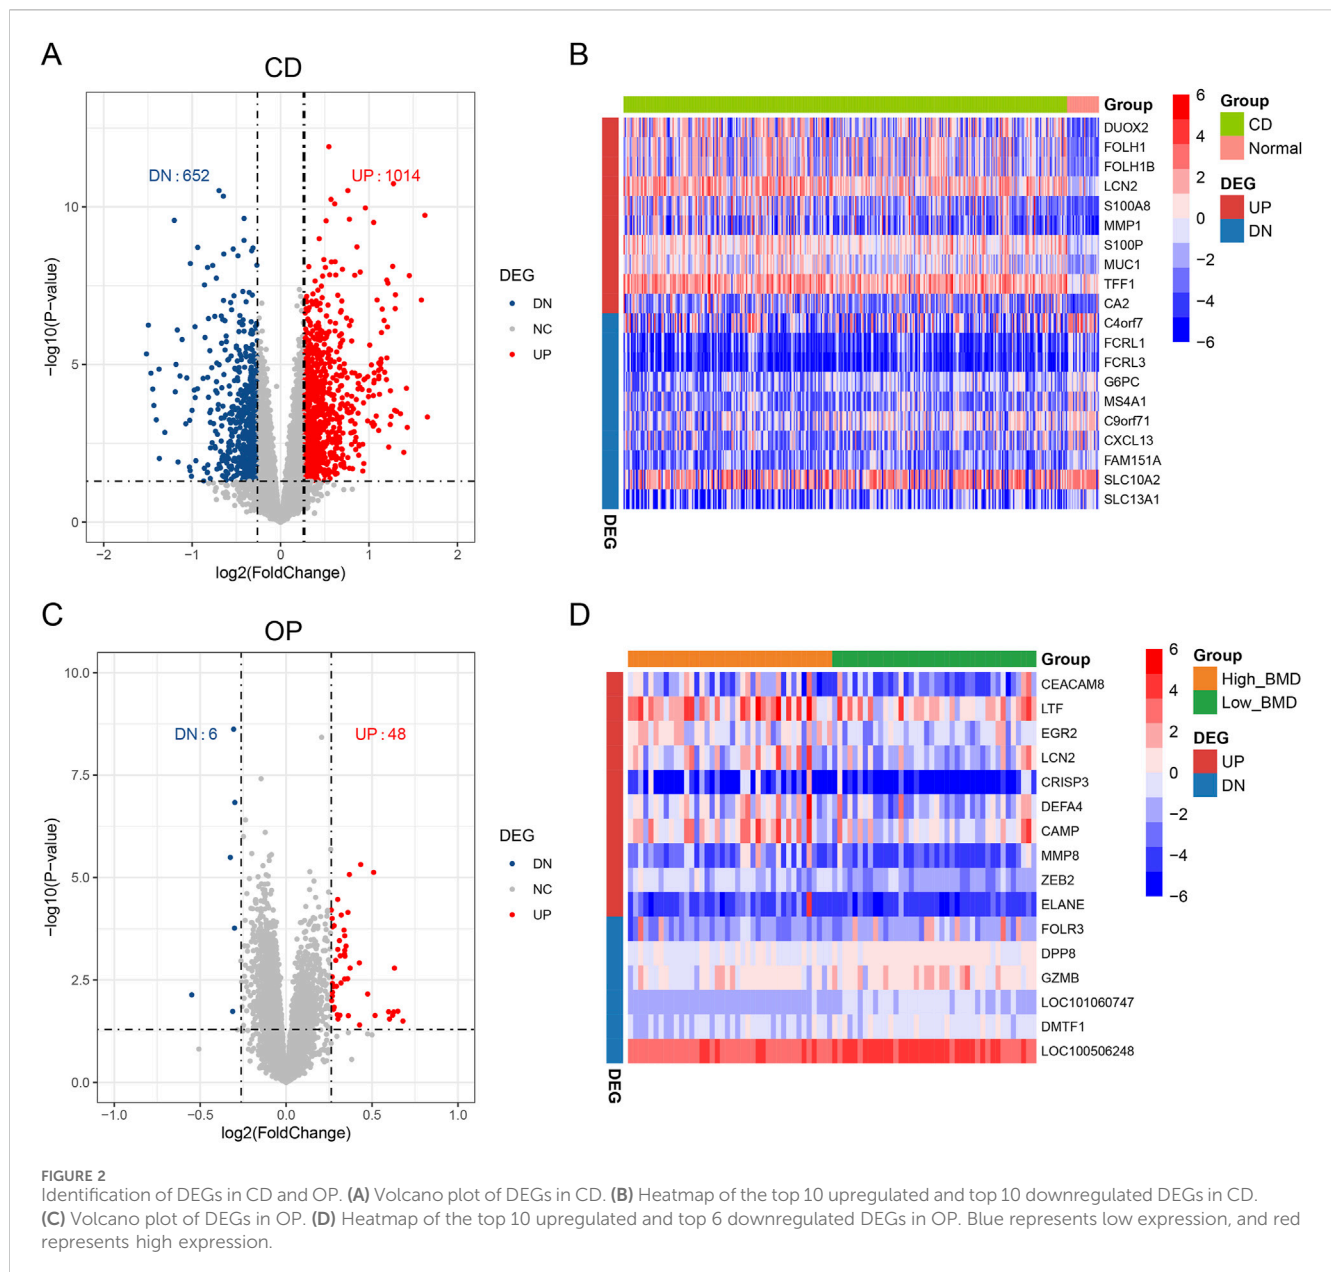 A
CD
DN : 652
UP : 1014
10
5
0
−log10(P−value)
−2
−1
0
1
2
log2(FoldChange)
DEG
DN
NC
UP
B
Group
DUOX2
FOLH1
FOLH1B
LCN2
S100A8
MMP1
S100P
MUC1
TFF1
CA2
C4orf7
FCRL1
FCRL3
G6PC
MS4A1
C9orf71
CXCL13
FAM151A
SLC10A2
SLC13A1
DEG
6
4
2
0
−2
−4
−6
Group
CD
Normal
DEG
UP
DN
C
OP
DN : 6
UP : 48
10.0
7.5
5.0
2.5
0.0
−log10(P−value)
−1.0
−0.5
0.0
0.5
1.0
log2(FoldChange)
DEG
DN
NC
UP
D
Group
CEACAM8
LTF
EGR2
LCN2
CRISP3
DEFA4
CAMP
MMP8
ZEB2
ELANE
FOLR3
DPP8
GZMB
LOC101060747
DMTF1
LOC100506248
DEG
6
4
2
0
−2
−4
−6
Group
High_BMD
Low_BMD
DEG
UP
DN
FIGURE 2
Identification of DEGs in CD and OP. (A) Volcano plot of DEGs in CD. (B) Heatmap of the top 10 upregulated and top 10 downregulated DEGs in CD.
(C) Volcano plot of DEGs in OP. (D) Heatmap of the top 10 upregulated and top 6 downregulated DEGs in OP. Blue represents low expression, and red
represents high expression.